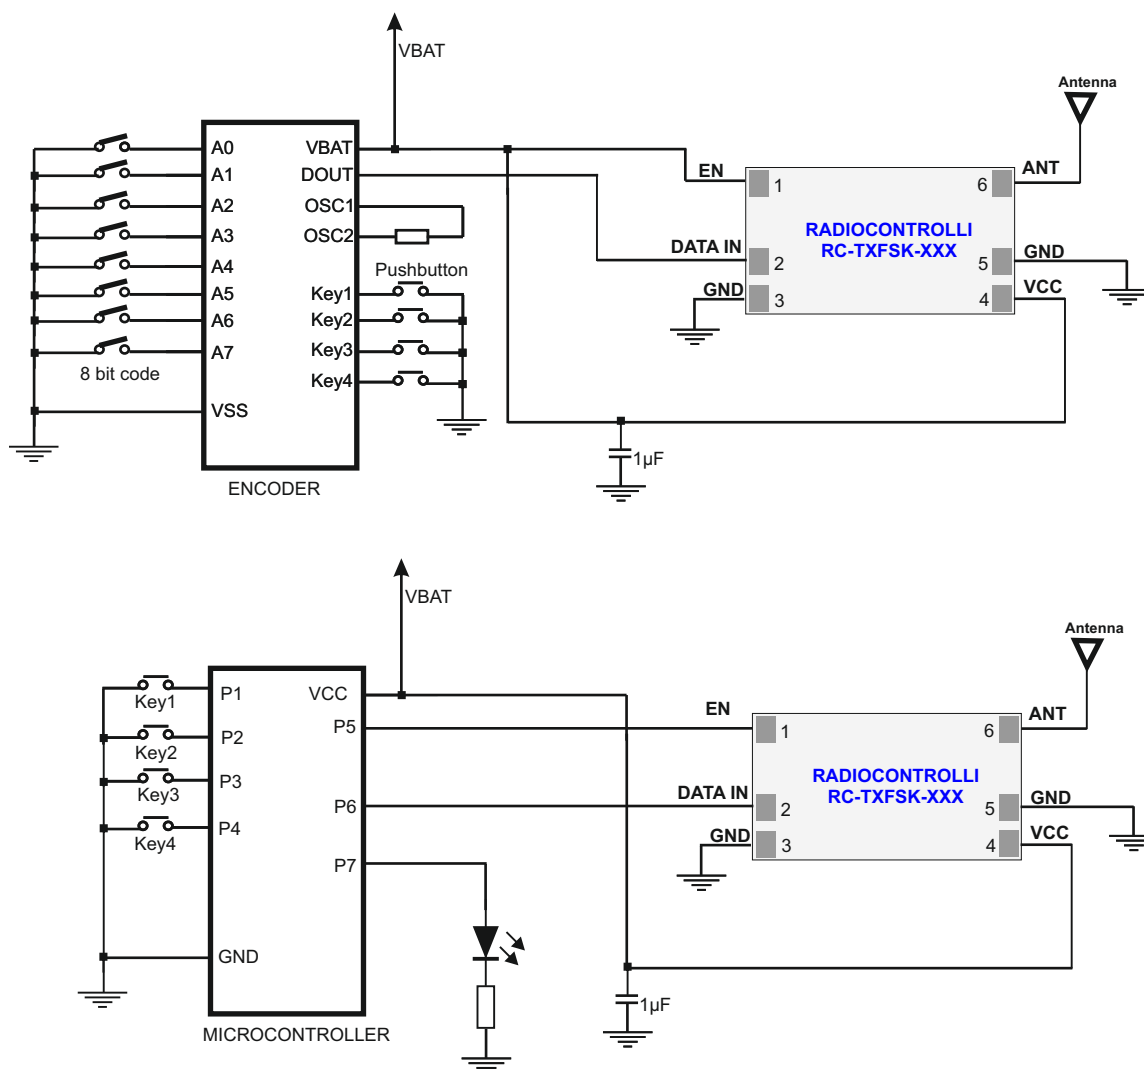 VBAT
Antenna
A0
VBAT
EN
1
6
ANT
A1
DOUT
A2
OSC1
RADIOCONTROLLI
RC-TXFSK-XXX
A3
OSC2
DATA IN
2
5
GND
A4
Pushbutton
A5
Key1
GND
3
4
VCC
A6
Key2
A7
Key3
8 bit code
Key4
VSS
1µF
ENCODER
VBAT
Antenna
Key1
P1
VCC
EN
1
6
ANT
P5
Key2
P2
RADIOCONTROLLI
RC-TXFSK-XXX
Key3
P3
P6
DATA IN
2
5
GND
Key4
P4
GND
3
4
VCC
P7
GND
1µF
MICROCONTROLLER